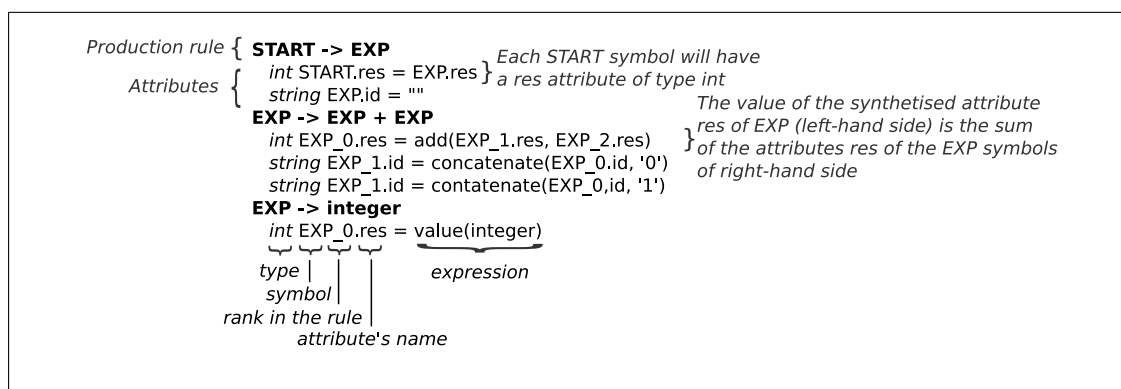 Production rule { START -> EXP
Attributes { int START.res = EXP.res
string EXP.id = ""
} Each START symbol will have
a res attribute of type int
EXP -> EXP + EXP
int EXP_0.res = add(EXP_1.res, EXP_2.res)
string EXP_1.id = concatenate(EXP_0.id, '0')
string EXP_1.id = contatenate(EXP_0,id, '1')
} The value of the synthetised attribute
res of EXP (left-hand side) is the sum
of the attributes res of the EXP symbols
of right-hand side
EXP -> integer
int EXP_0.res = value(integer)
type
symbol
rank in the rule
attribute's name
expression